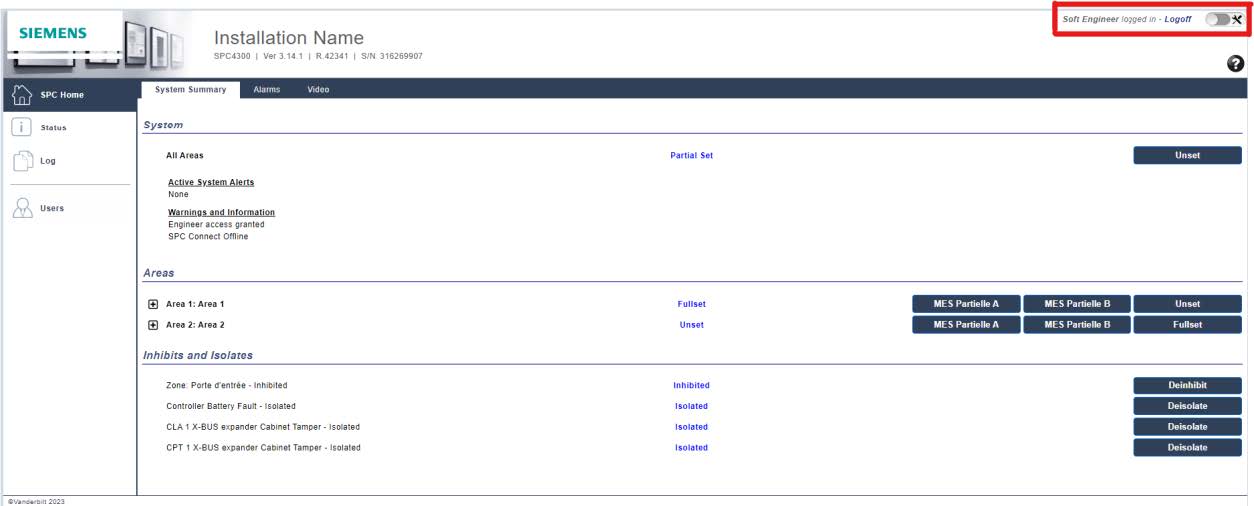 Soft Engineer logged in - Logoff
SIEMENS
Installation Name
SPC4300 | Ver 3.14.1 | R.42341 | S/N 316269907
?
SPC Home
System Summary Alarms Video
Status
Log
Users
System
All Areas Partial Set Unset
Active System Alerts
None
Warnings and Information
Engineer access granted
SPC Connect Offline
Areas
Area 1: Area 1 Fullset MES Partielle A MES Partielle B Unset
Area 2: Area 2 Unset MES Partielle A MES Partielle B Fullset
Inhibits and Isolates
Zone: Porte d'entrée - Inhibited Inhibited Deinhibit
Controller Battery Fault - Isolated Isolated Deisolate
CLA 1 X-BUS expander Cabinet Tamper - Isolated Isolated Deisolate
CPT 1 X-BUS expander Cabinet Tamper - Isolated Isolated Deisolate
©Vanderbilt 2023